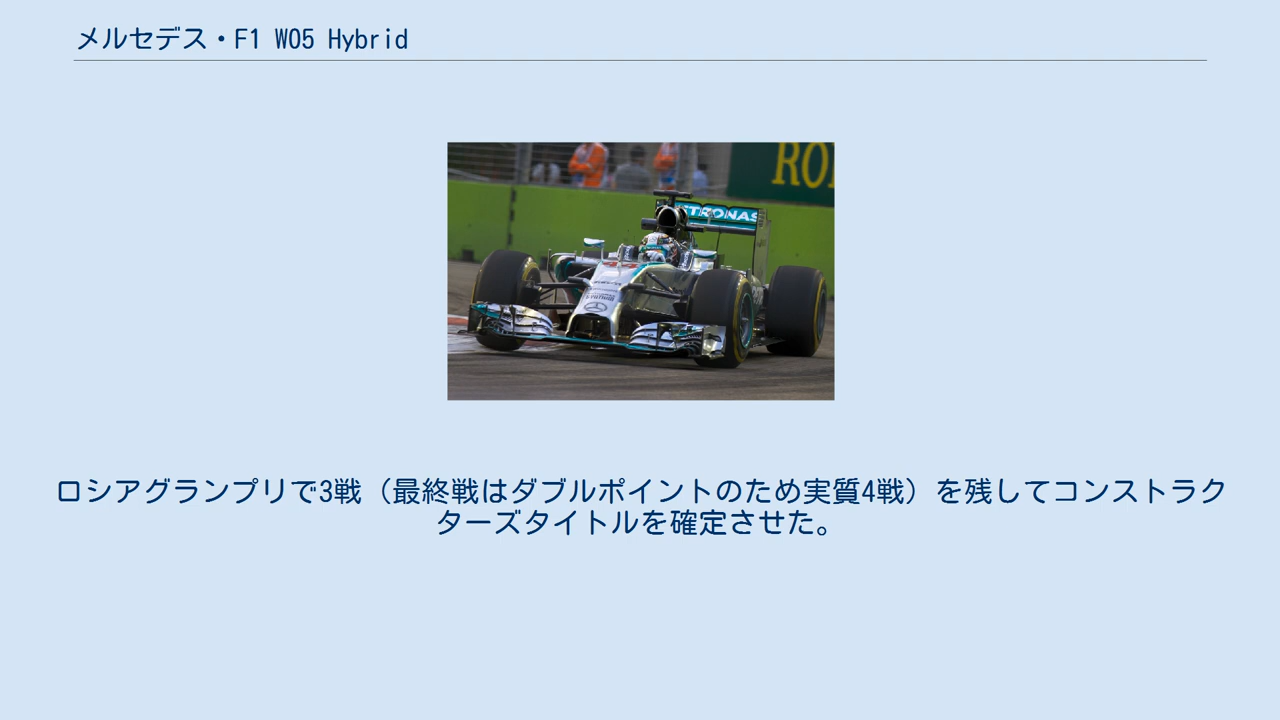 メルセデス・F1 W05 Hybrid
RO
PETRONAS
ロシアグランプリで3戦（最終戦はダブルポイントのため実質4戦）を残してコンストラク
ターズタイトルを確定させた。